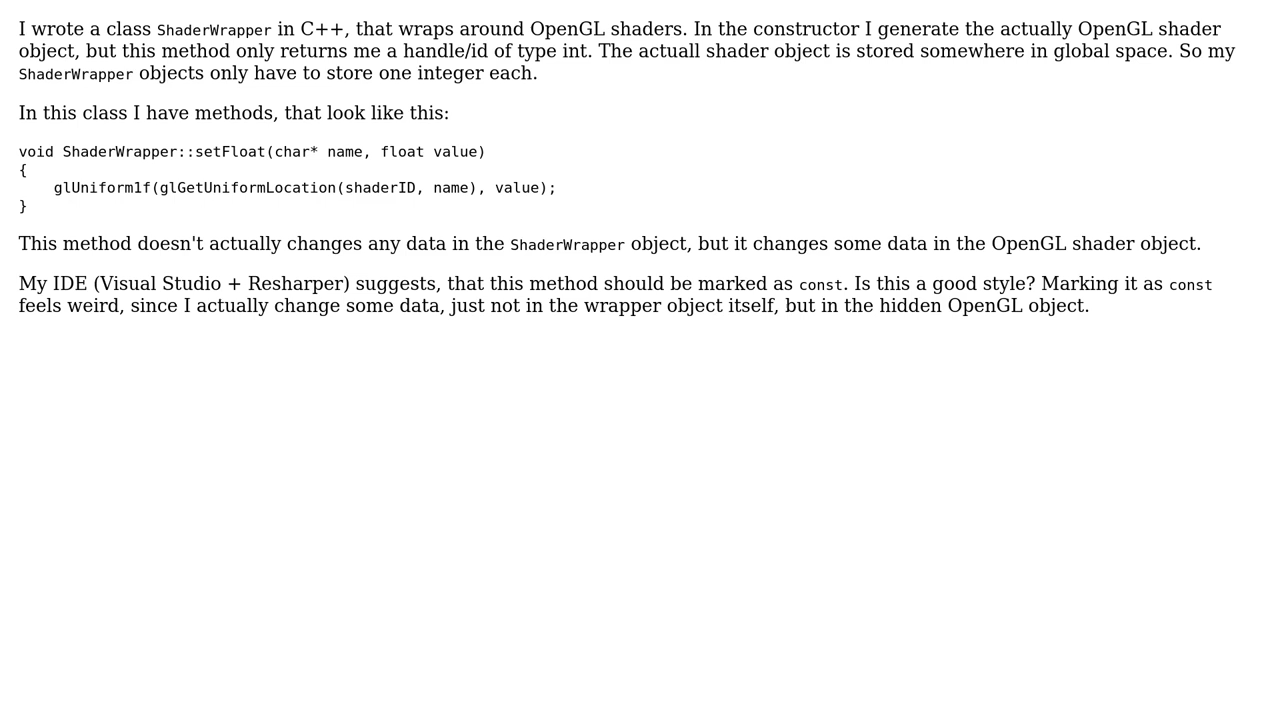 I wrote a class ShaderWrapper in C++, that wraps around OpenGL shaders. In the constructor I generate the actually OpenGL shader
object, but this method only returns me a handle/id of type int. The actuall shader object is stored somewhere in global space. So my
ShaderWrapper objects only have to store one integer each.
In this class I have methods, that look like this:
void ShaderWrapper::setFloat(char* name, float value)
{
    glUniform1f(glGetUniformLocation(shaderID, name), value);
}
This method doesn't actually changes any data in the ShaderWrapper object, but it changes some data in the OpenGL shader object.
My IDE (Visual Studio + Resharper) suggests, that this method should be marked as const. Is this a good style? Marking it as const
feels weird, since I actually change some data, just not in the wrapper object itself, but in the hidden OpenGL object.